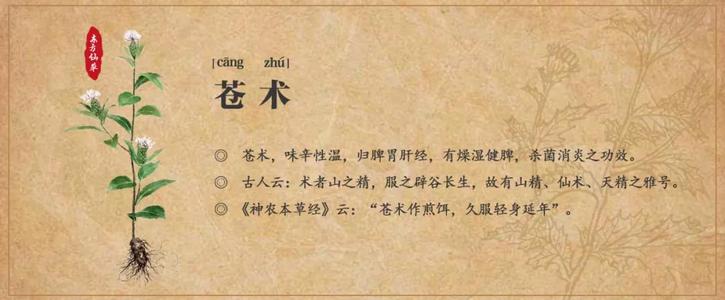 东方仙草
[cāng zhú]
苍术
◎ 苍术，味辛性温，归脾胃肝经，有燥湿健脾，杀菌消炎之功效。
◎ 古人云：术者山之精，服之辟谷长生，故有山精、仙术、天精之雅号。
◎《神农本草经》云：“苍术作煎饵，久服轻身延年”。